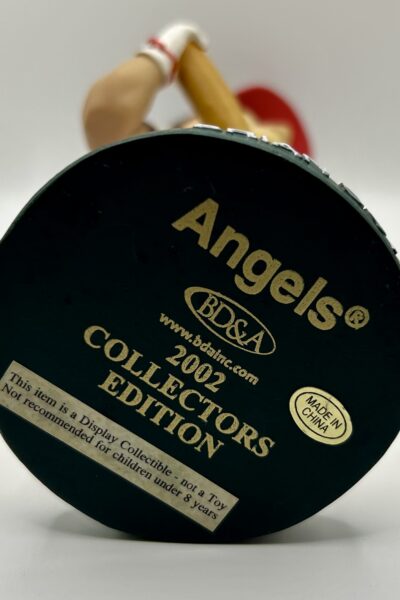 Angels®
BD&A
www.bdainc.com
2002
COLLECTORS
EDITION
MADE IN
CHINA
This item is a Display Collectible - not a Toy
Not recommended for children under 8 years